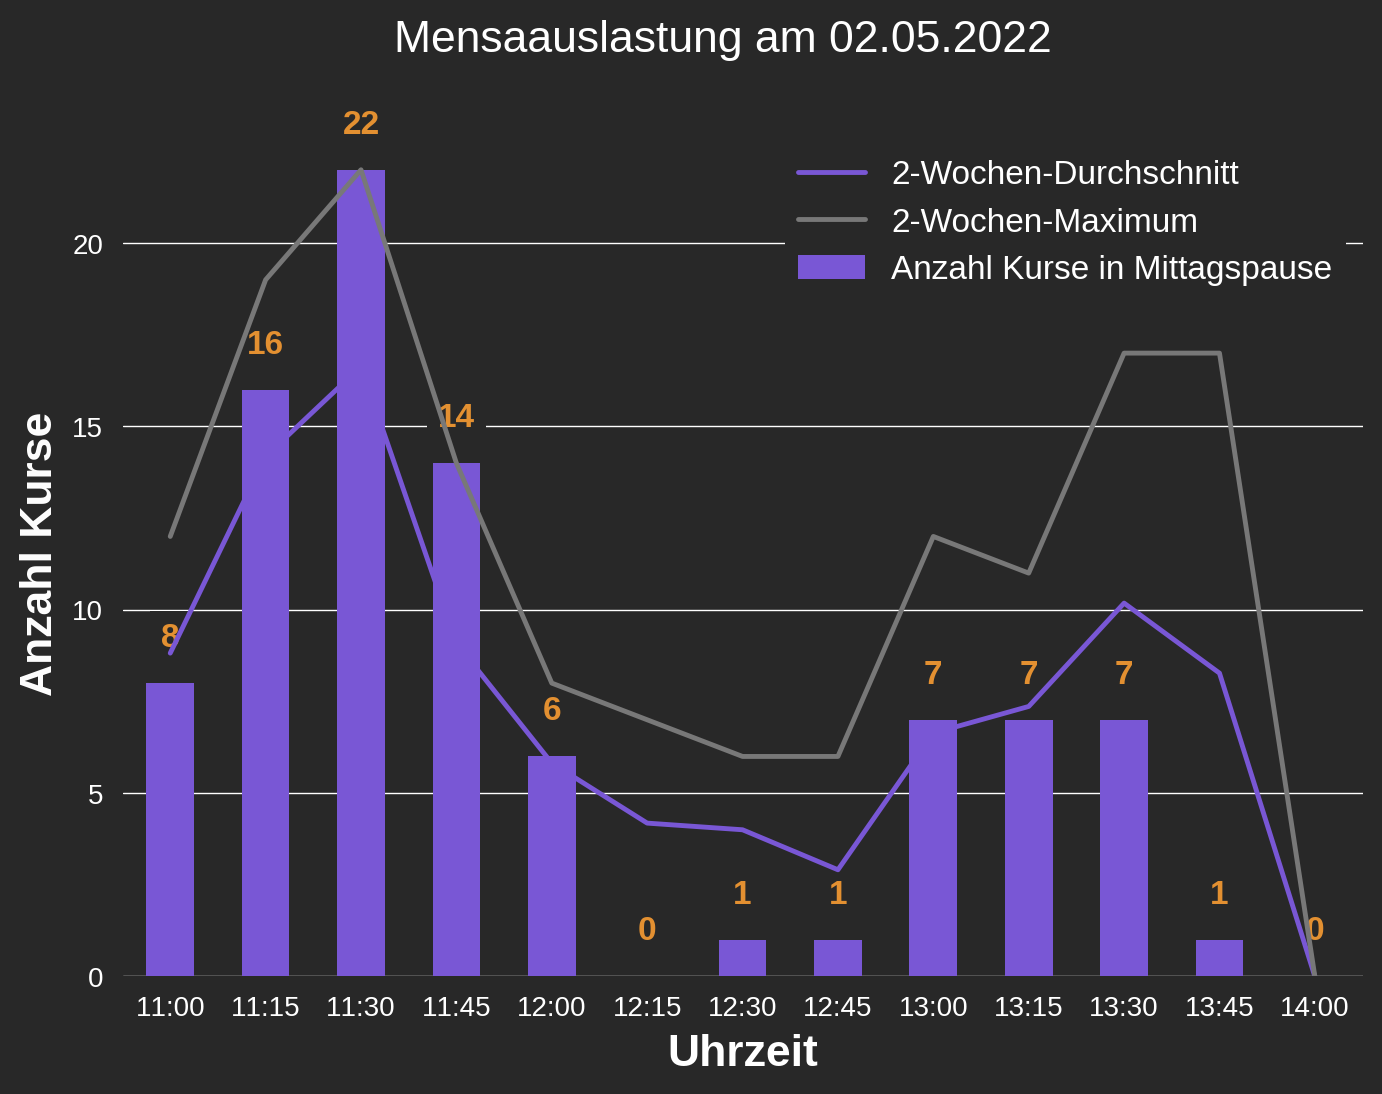 Mensaauslastung am 02.05.2022
22
2-Wochen-Durchschnitt
2-Wochen-Maximum
20
Anzahl Kurse in Mittagspause
16
14
15
10
8
7 7 7
6
5
1 1 1
0 0
0
11:00 11:15 11:30 11:45 12:00 12:15 12:30 12:45 13:00 13:15 13:30 13:45 14:00
Anzahl Kurse
Uhrzeit